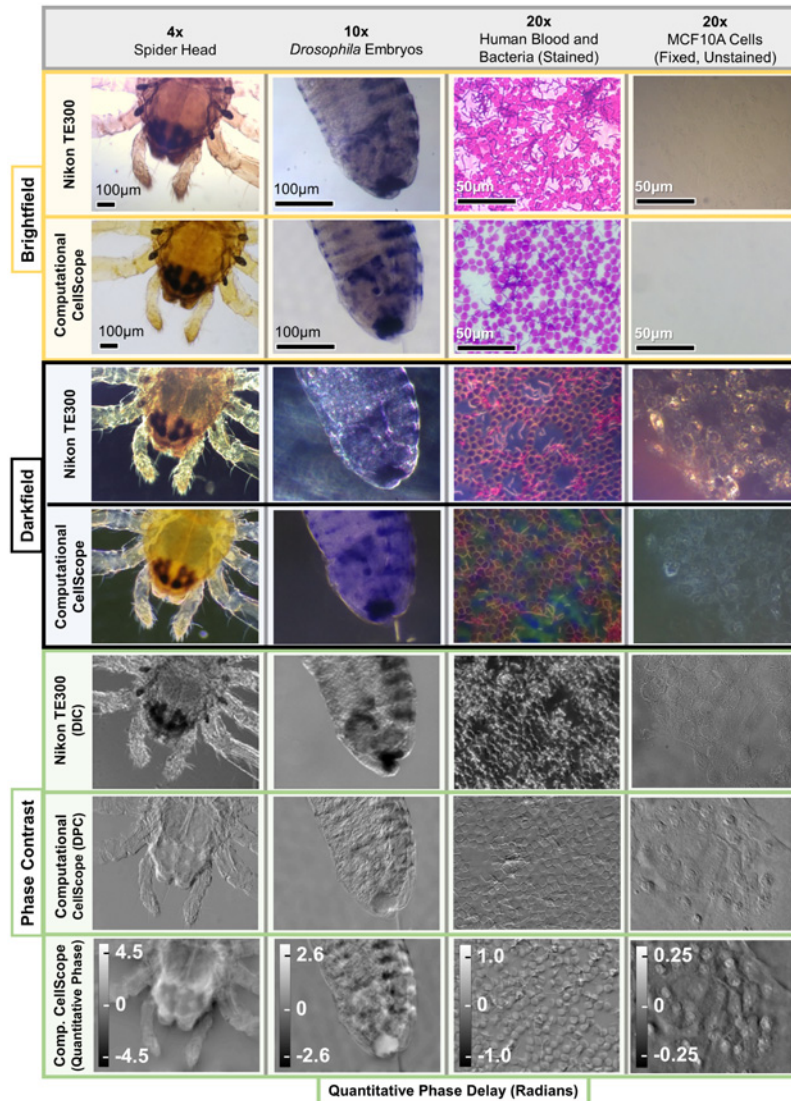 4x
Spider Head
10x
Drosophila Embryos
20x
Human Blood and
Bacteria (Stained)
20x
MCF10A Cells
(Fixed, Unstained)
Brightfield
Nikon TE300
100µm
100µm
50µm
50µm
Computational
CellScope
100µm
100µm
50µm
50µm
Darkfield
Nikon TE300
Computational
CellScope
Phase Contrast
Nikon TE300
(DIC)
Computational
CellScope (DPC)
Comp. CellScope
(Quantitative Phase)
4.5
0
-4.5
2.6
0
-2.6
1.0
0
-1.0
0.25
0
-0.25
Quantitative Phase Delay (Radians)